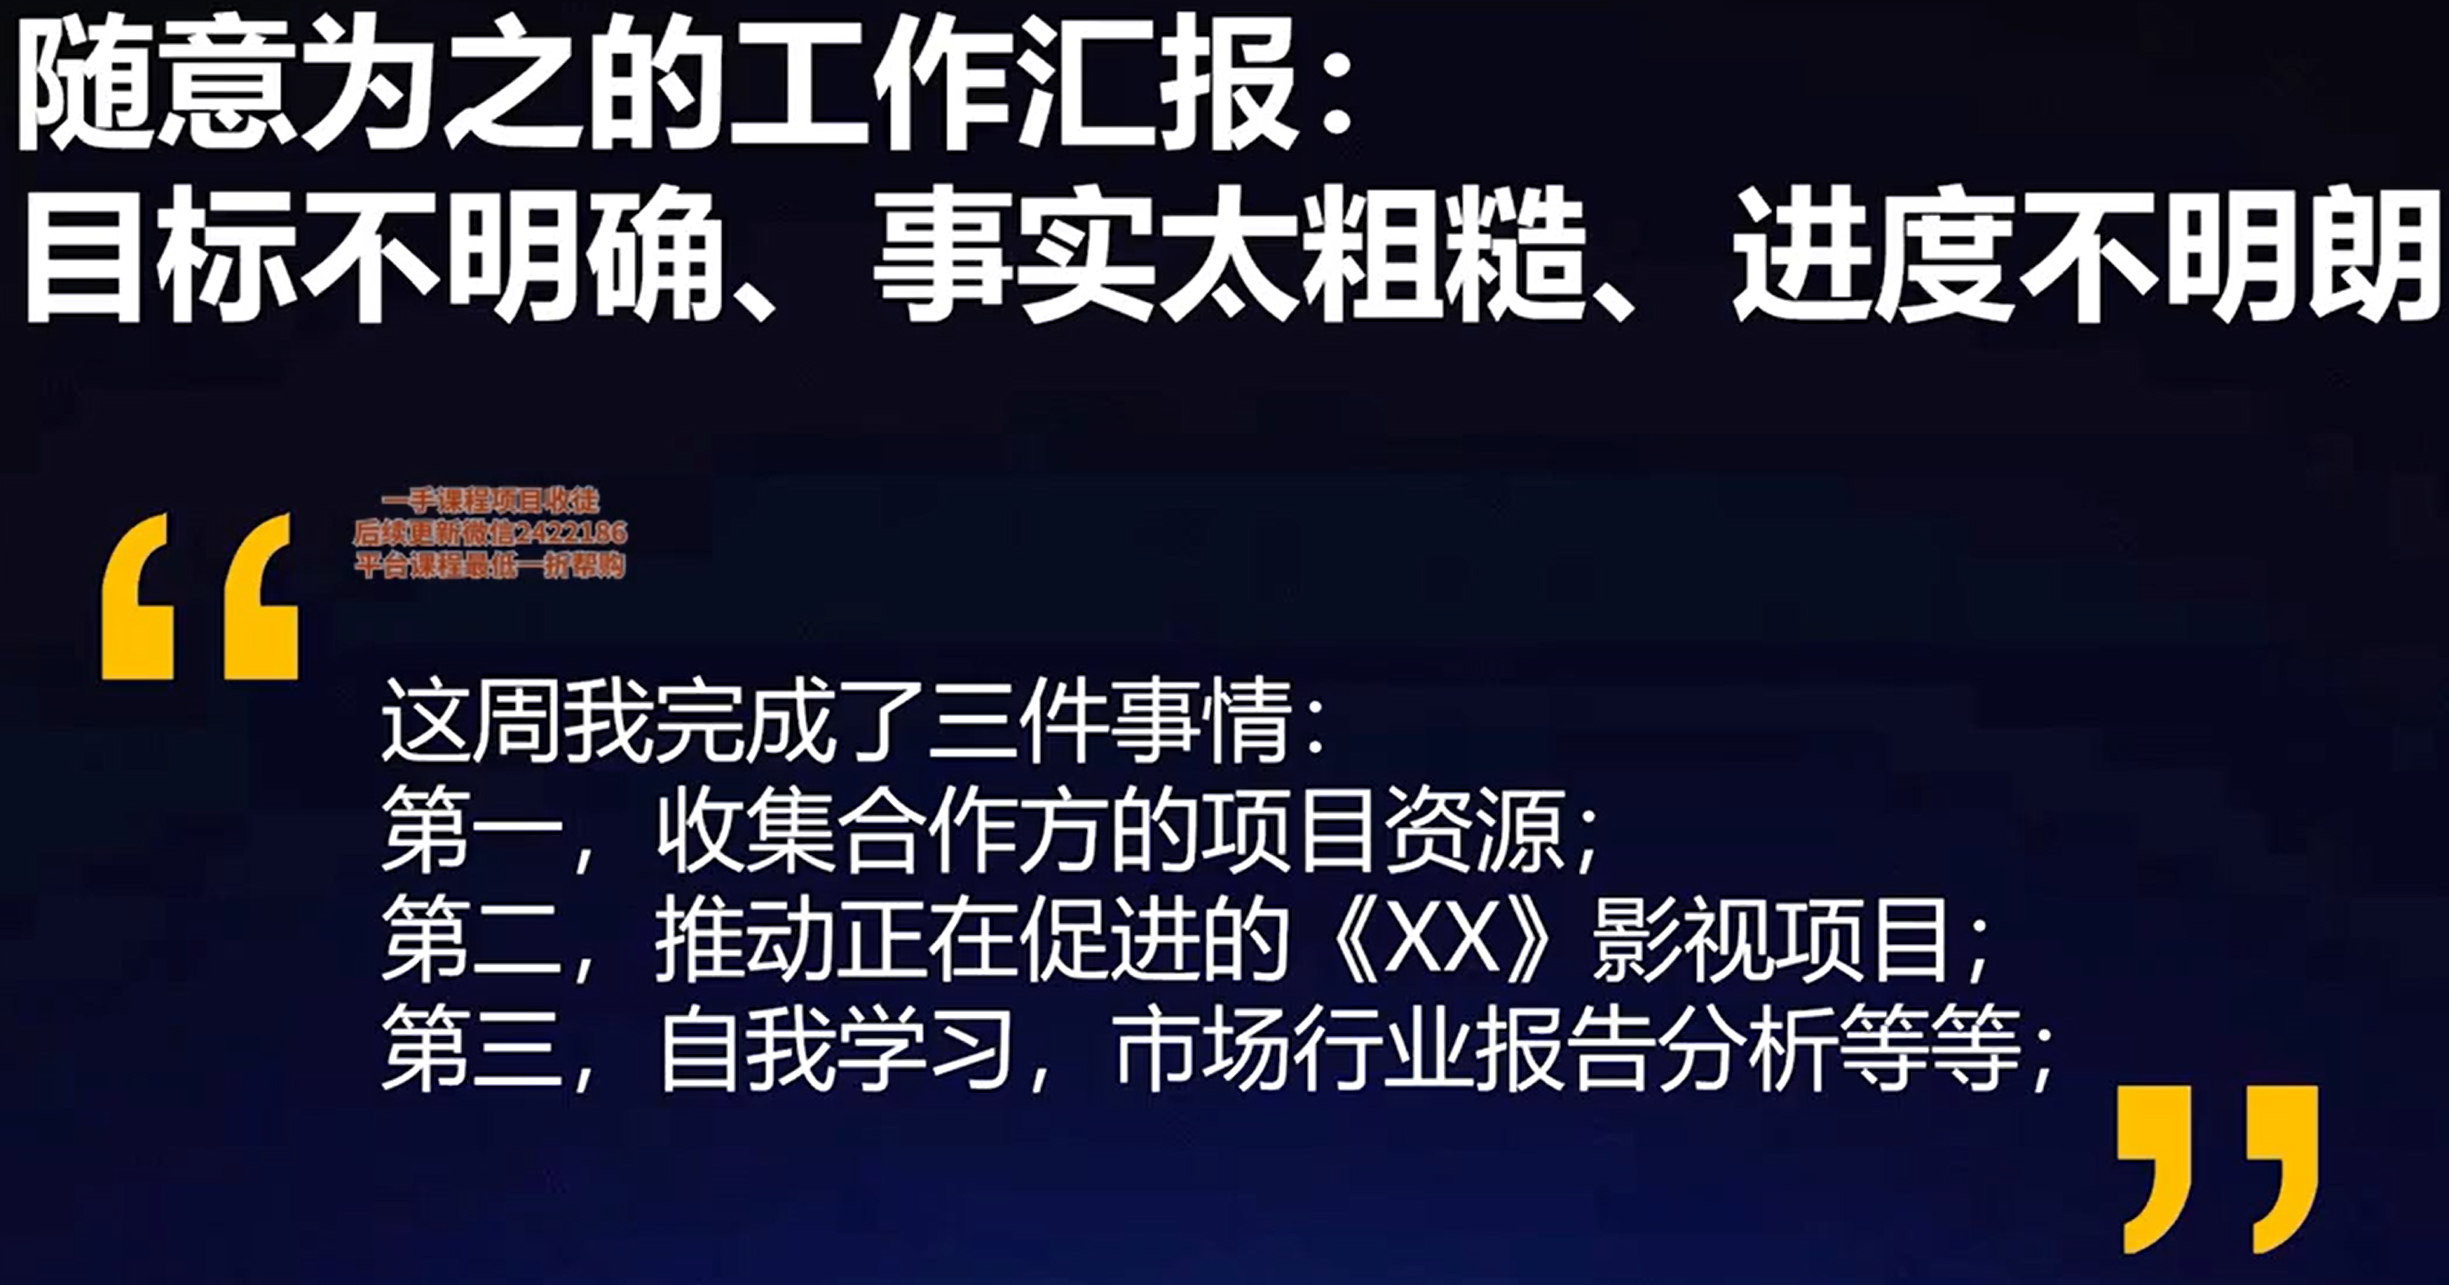 随意为之的工作汇报：
目标不明确、事实太粗糙、进度不明朗
一手课程项目收徒
后续更新微信2422186
平台课程最低一折帮购
这周我完成了三件事情：
第一，收集合作方的项目资源；
第二，推动正在促进的《XX》影视项目；
第三，自我学习，市场行业报告分析等等；